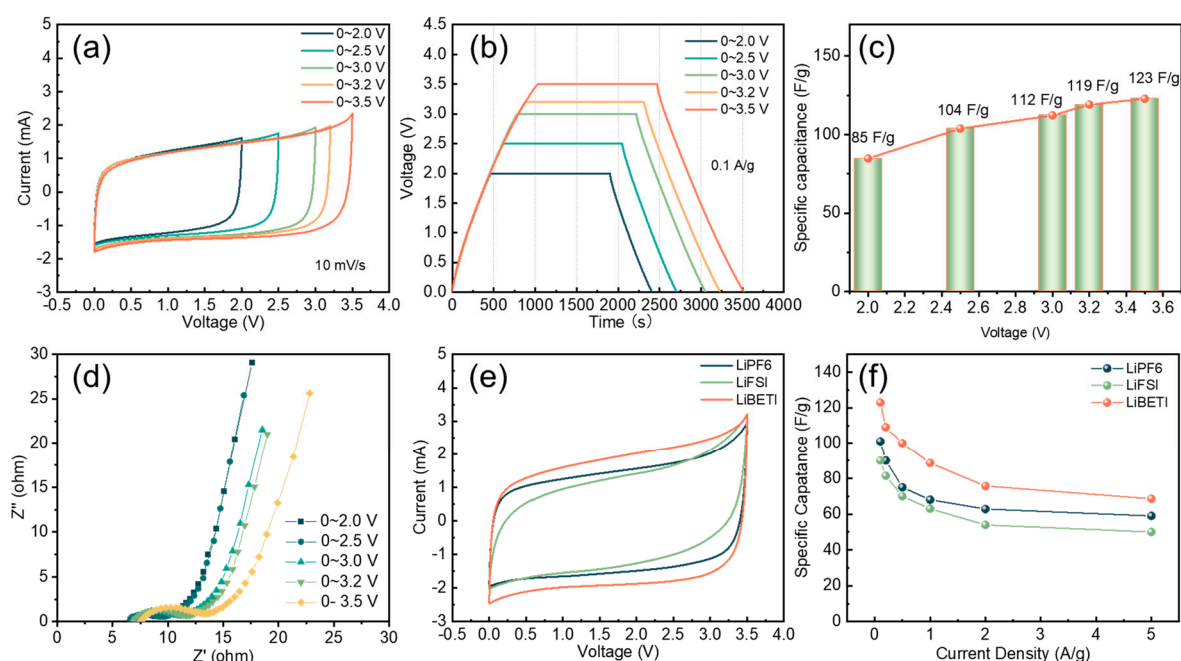 (a)
0~2.0 V
0~2.5 V
0~3.0 V
0~3.2 V
0~3.5 V
10 mV/s
Current (mA)
5
4
3
2
1
0
-1
-2
-3
-0.5 0.0 0.5 1.0 1.5 2.0 2.5 3.0 3.5 4.0
Voltage (V)
(b)
0~2.0 V
0~2.5 V
0~3.0 V
0~3.2 V
0~3.5 V
0.1 A/g
Voltage (V)
5.0
4.5
4.0
3.5
3.0
2.5
2.0
1.5
1.0
0.5
0.0
0 500 1000 1500 2000 2500 3000 3500 4000
Time (s)
(c)
85 F/g
104 F/g
112 F/g
119 F/g
123 F/g
Specific capacitance (F/g)
150
100
50
0
2.0 2.2 2.4 2.6 2.8 3.0 3.2 3.4 3.6
Voltage (V)
(d)
0~2.0 V
0~2.5 V
0~3.0 V
0~3.2 V
0- 3.5 V
Z'' (ohm)
30
25
20
15
10
5
0
0 5 10 15 20 25 30
Z' (ohm)
(e)
LiPF6
LiFSI
LiBETI
Current (mA)
5
4
3
2
1
0
-1
-2
-3
-0.5 0.0 0.5 1.0 1.5 2.0 2.5 3.0 3.5 4.0
Voltage (V)
(f)
LiPF6
LiFSI
LiBETI
Specific Capatance (F/g)
140
120
100
80
60
40
20
0
0 1 2 3 4 5
Current Density (A/g)